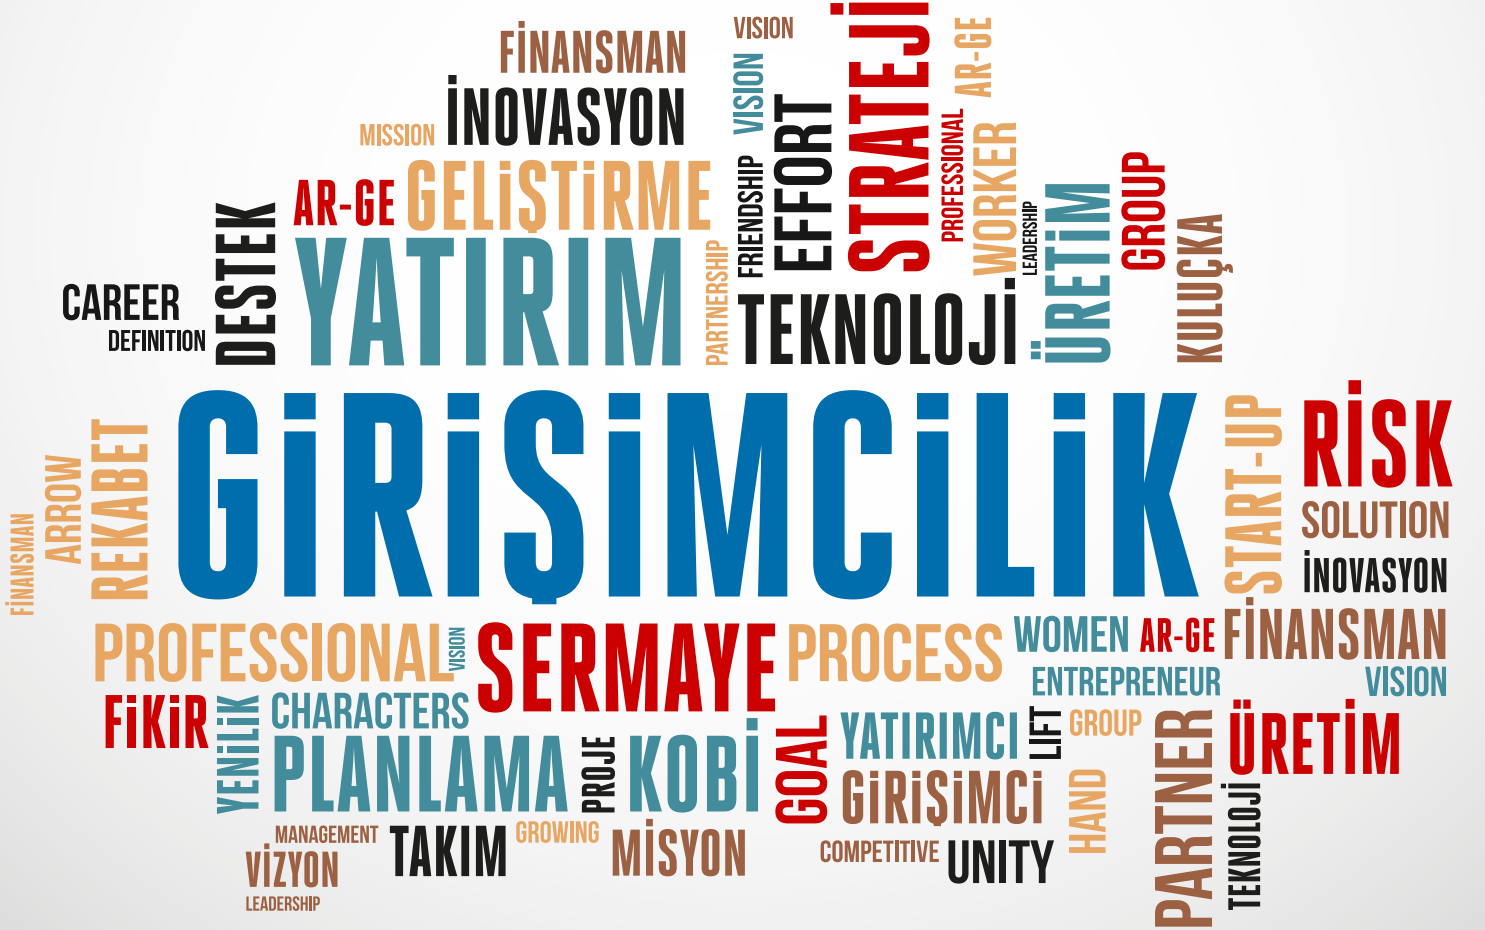 VISION
FİNANSMAN
STRATEJİ
AR-GE
VISION
İNOVASYON
MISSION
EFFORT
PROFESSIONAL
WORKER
GELİŞTİRME
AR-GE
FRIENDSHIP
GROUP
DESTEK
LEADERSHIP
ÜRETİM
KULUÇKA
YATIRIM
PARTNERSHIP
CAREER
TEKNOLOJİ
DEFINITION
GİRİŞİMCİLİK
START-UP
RİSK
REKABET
ARROW
FİNANSMAN
SOLUTION
İNOVASYON
PROFESSIONAL
VISION
SERMAYE
PROCESS
WOMEN
AR-GE
FİNANSMAN
ENTREPRENEUR
VISION
FİKİR
YENİLİK
CHARACTERS
PLANLAMA
PROJE
KOBİ
GOAL
YATIRIMCI
LIFT
GROUP
PARTNER
ÜRETİM
GİRİŞİMCİ
HAND
TEKNOLOJİ
MANAGEMENT
TAKIM
GROWING
MİSYON
COMPETITIVE
UNITY
VİZYON
LEADERSHIP